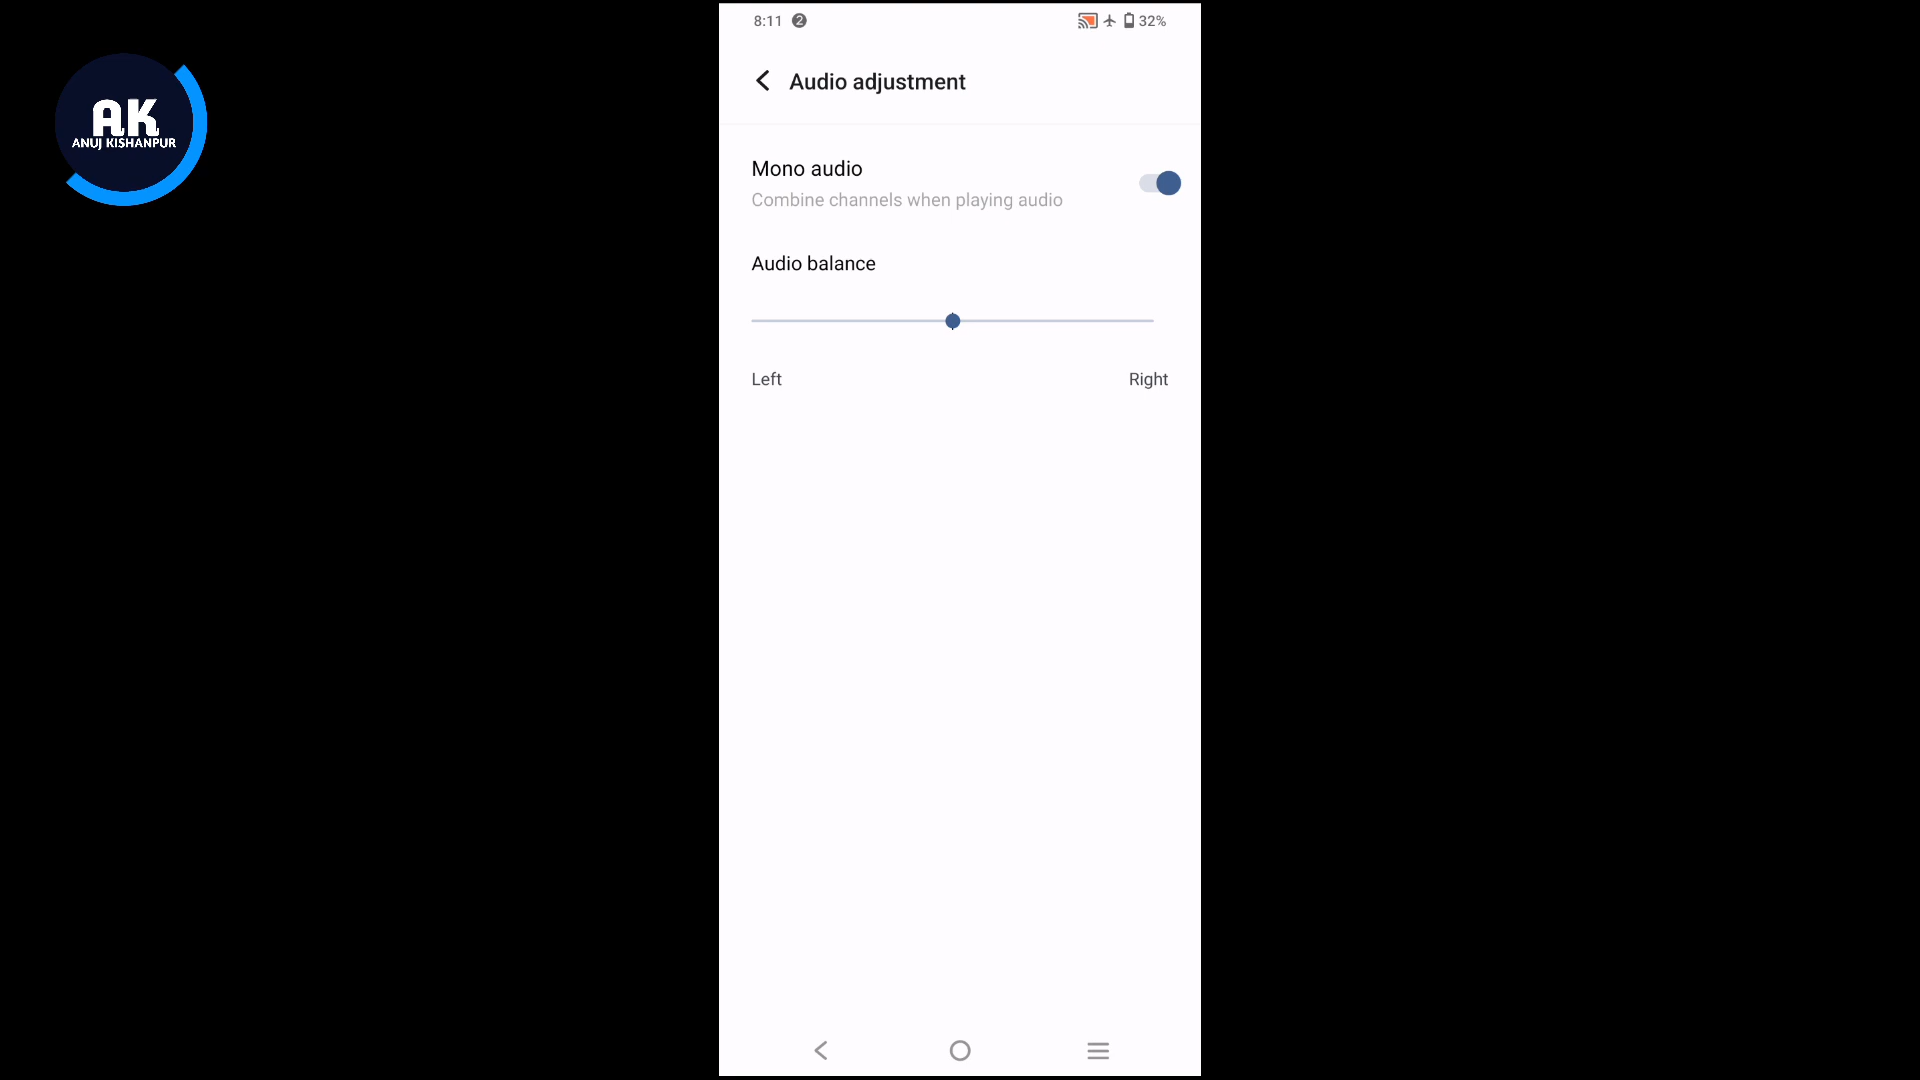 8:11 2 32%
AK
ANUJ KISHANPUR
Audio adjustment
Mono audio
Combine channels when playing audio
Audio balance
Left Right